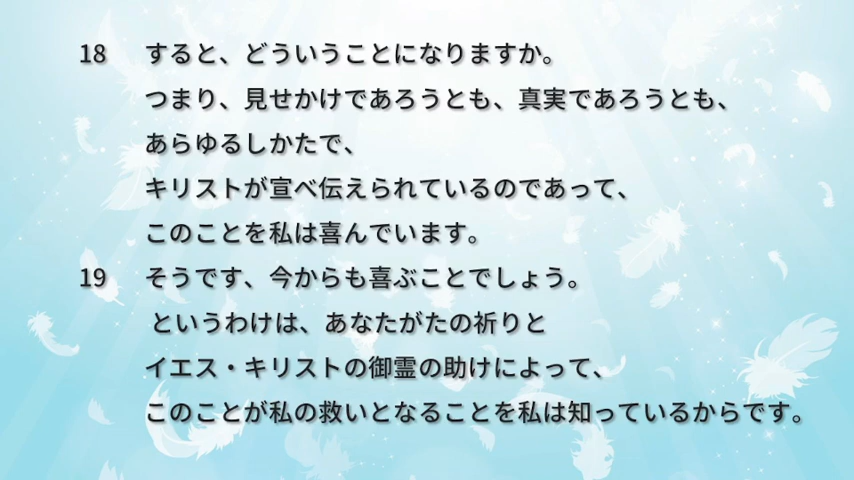 18 すると、どういうことになりますか。
つまり、見せかけであろうとも、真実であろうとも、
あらゆるしかたで、
キリストが宣べ伝えられているのであって、
このことを私は喜んでいます。
19 そうです、今からも喜ぶことでしょう。
というわけは、あなたがたの祈りと
イエス・キリストの御霊の助けによって、
このことが私の救いとなることを私は知っているからです。